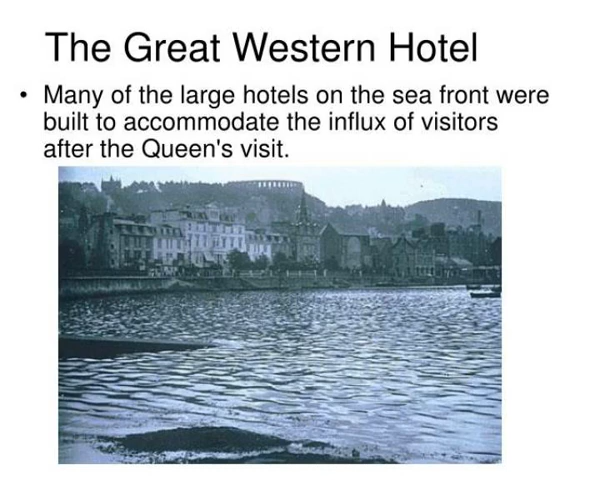 The Great Western Hotel
• Many of the large hotels on the sea front were
built to accommodate the influx of visitors
after the Queen's visit.